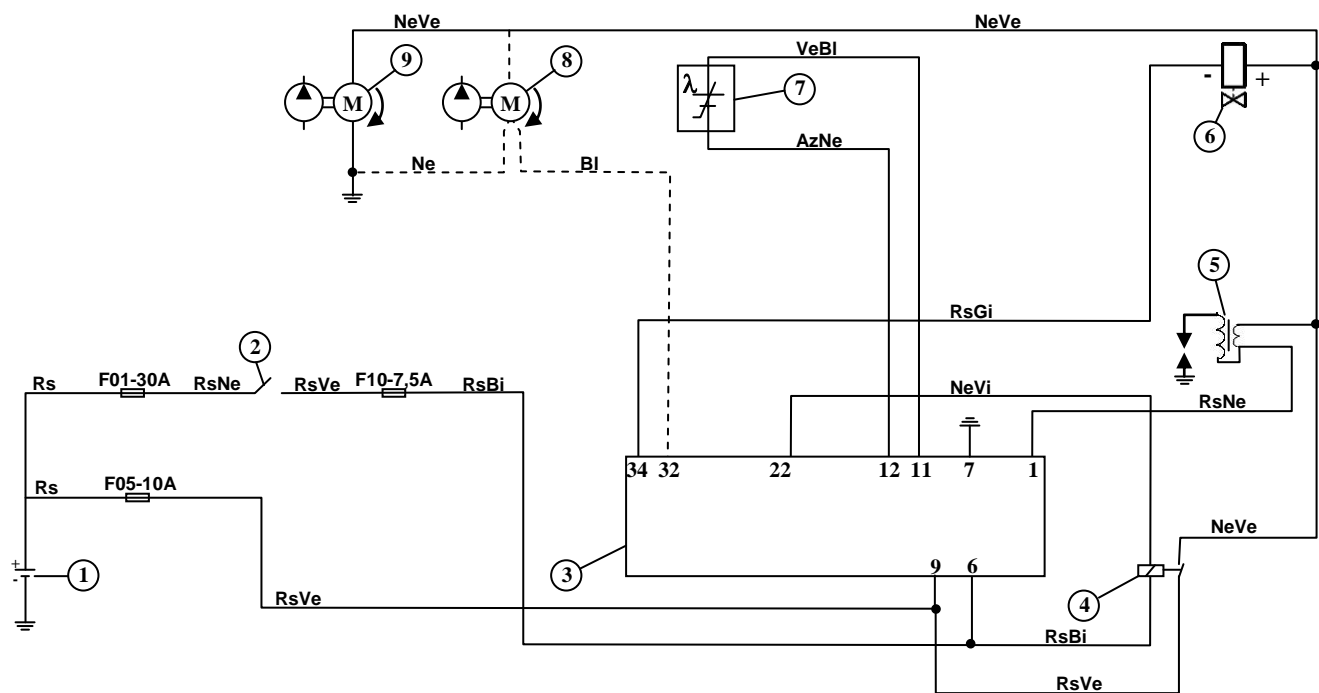 NeVe
NeVe
9
8
VeBl
7
λ
M
M
- +
6
AzNe
Ne
Bl
5
RsGi
2
Rs
F01-30A
RsNe
RsVe
F10-7,5A
RsBi
NeVi
RsNe
34
32
22
12
11
7
1
Rs
F05-10A
NeVe
+
-
1
3
9
6
4
RsVe
RsBi
RsVe